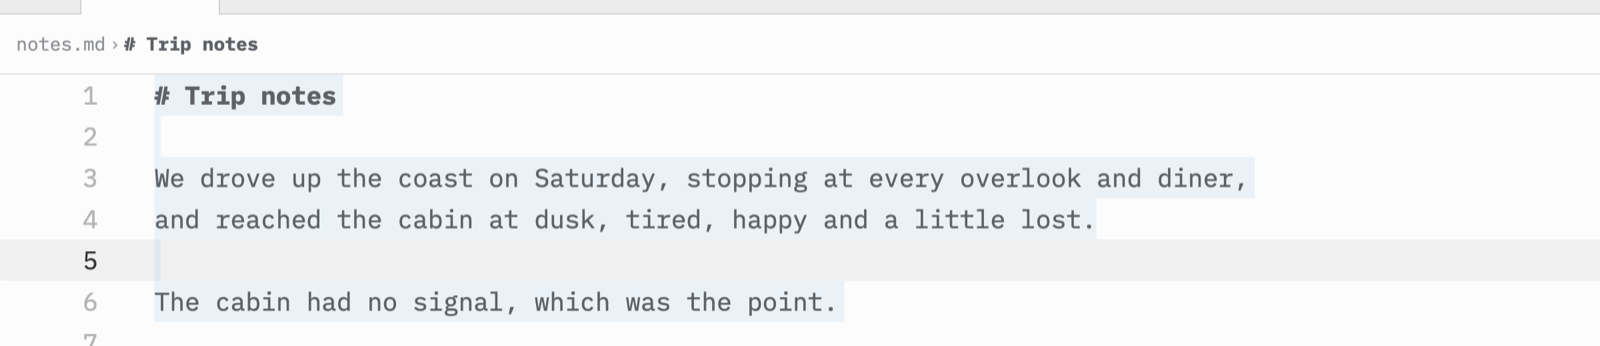 notes.md › # Trip notes
1 # Trip notes
2
3 We drove up the coast on Saturday, stopping at every overlook and diner,
4 and reached the cabin at dusk, tired, happy and a little lost.
5
6 The cabin had no signal, which was the point.
7